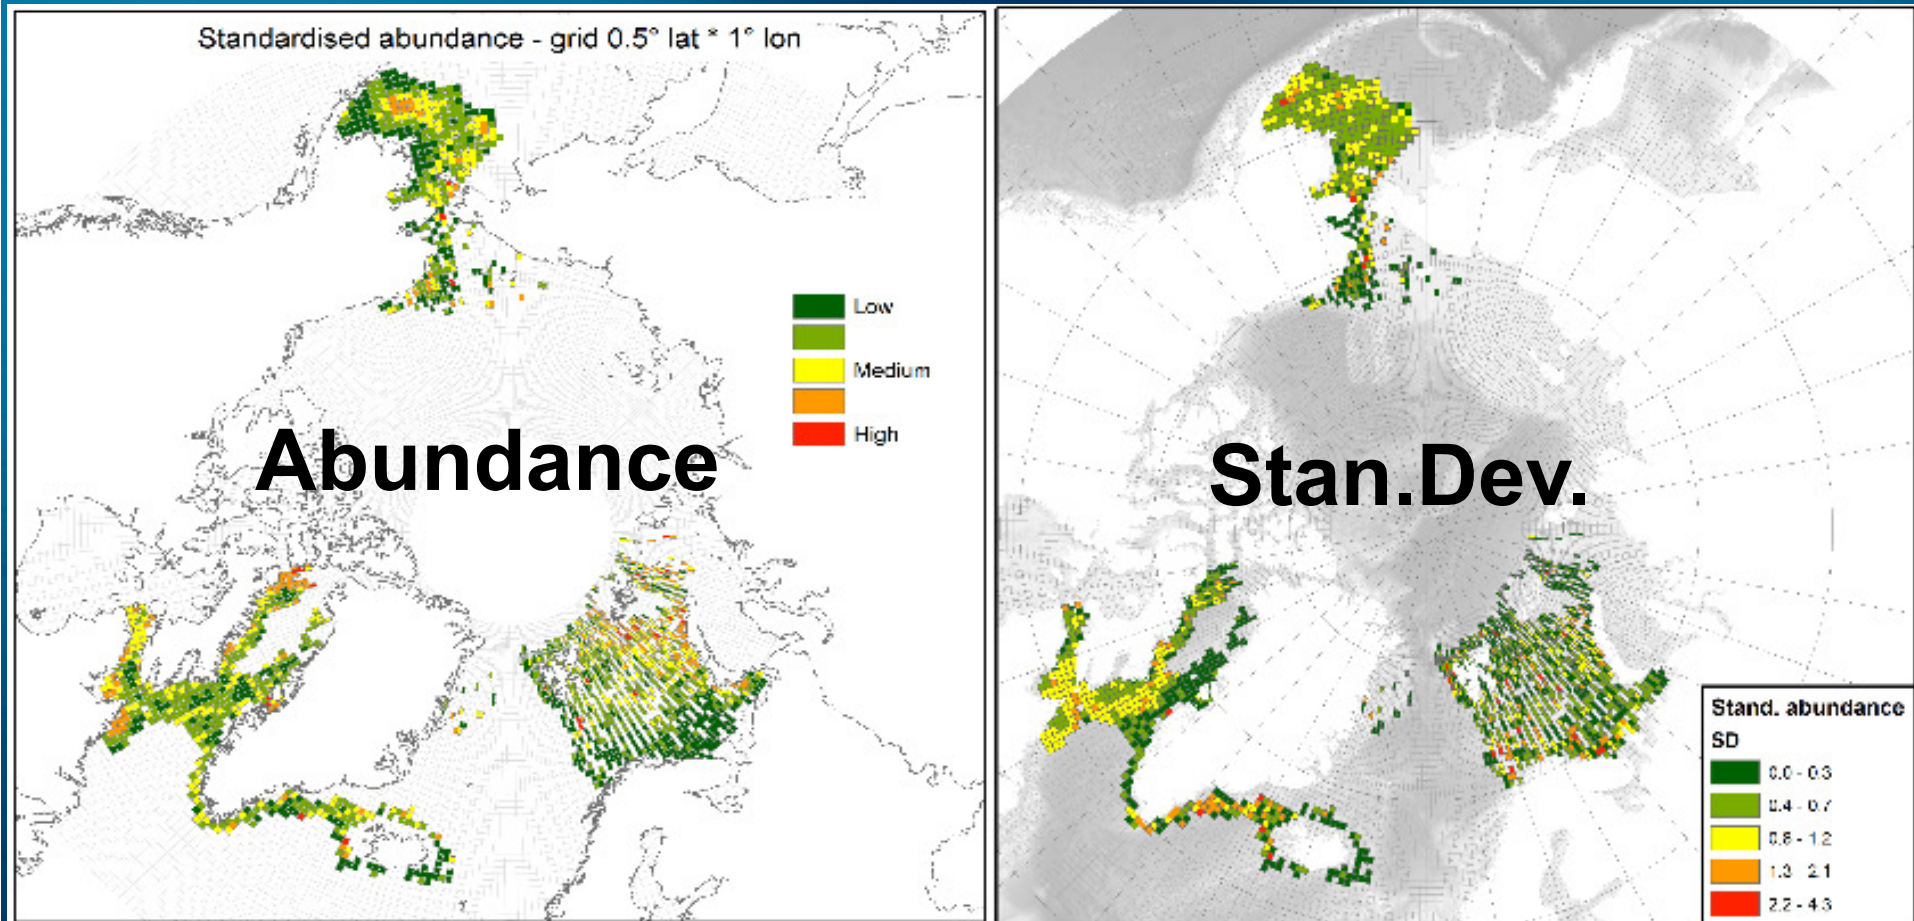 Standardised abundance - grid 0.5° lat * 1° lon
Low
Medium
High
Abundance
Stan.Dev.
Stand. abundance
SD
0.0 - 0.3
0.4 - 0.7
0.8 - 1.2
1.3 - 2.1
2.2 - 4.3